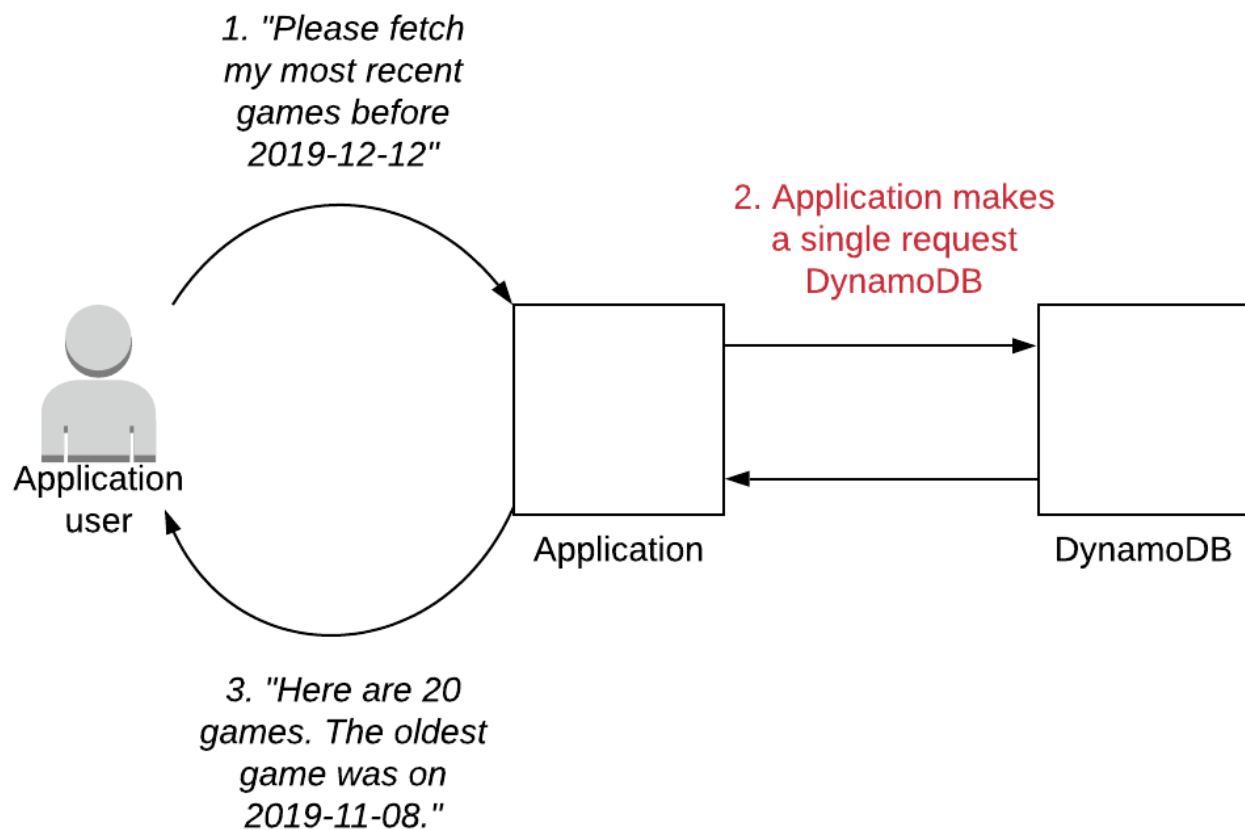 1. "Please fetch
my most recent
games before
2019-12-12"
2. Application makes
a single request
DynamoDB
Application
user
Application
DynamoDB
3. "Here are 20
games. The oldest
game was on
2019-11-08."